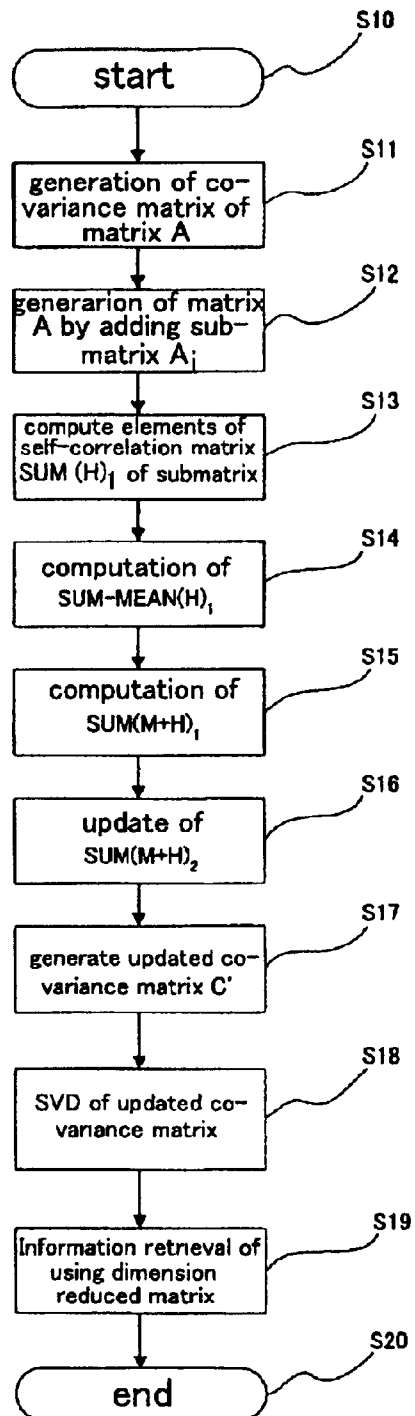 S10
start
S11
generation of co-
variance matrix of
matrix A
S12
generarion of matrix
A by adding sub-
matrix Ai
S13
compute elements of
self-correlation matrix
SUM (H)1 of submatrix
S14
computation of
SUM-MEAN(H)1
S15
computation of
SUM(M+H)1
S16
update of
SUM(M+H)2
S17
generate updated co-
variance matrix C'
S18
SVD of updated co-
variance matrix
S19
Information retrieval of
using dimension
reduced matrix
S20
end